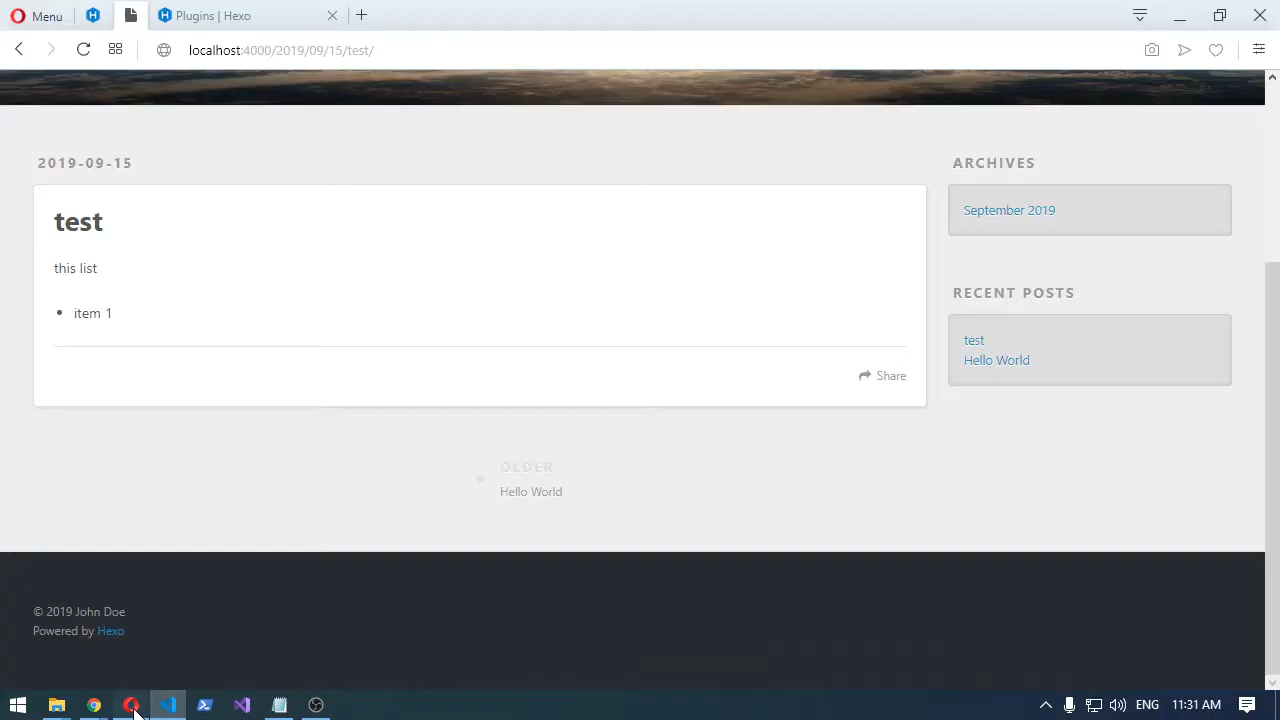 Menu
Plugins | Hexo
localhost:4000/2019/09/15/test/
2019-09-15
test
this list
item 1
Share
ARCHIVES
September 2019
RECENT POSTS
test
Hello World
OLDER
Hello World
© 2019 John Doe
Powered by Hexo
ENG
11:31 AM